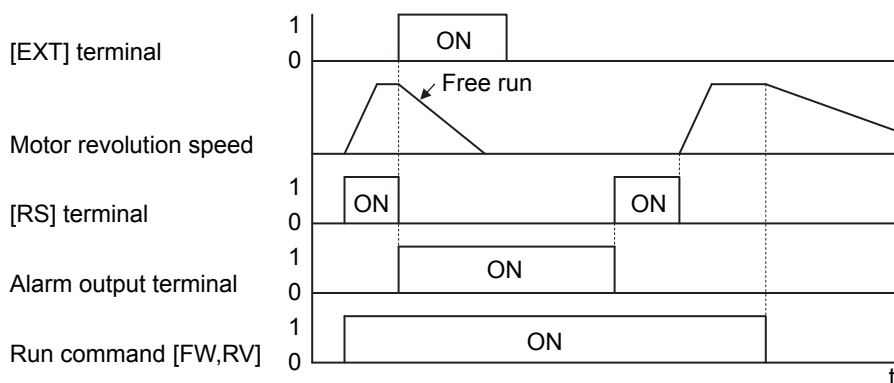 [EXT] terminal
1
0
ON
Free run
Motor revolution speed
[RS] terminal
1
0
ON
ON
Alarm output terminal
1
0
ON
Run command [FW,RV]
1
0
ON
t